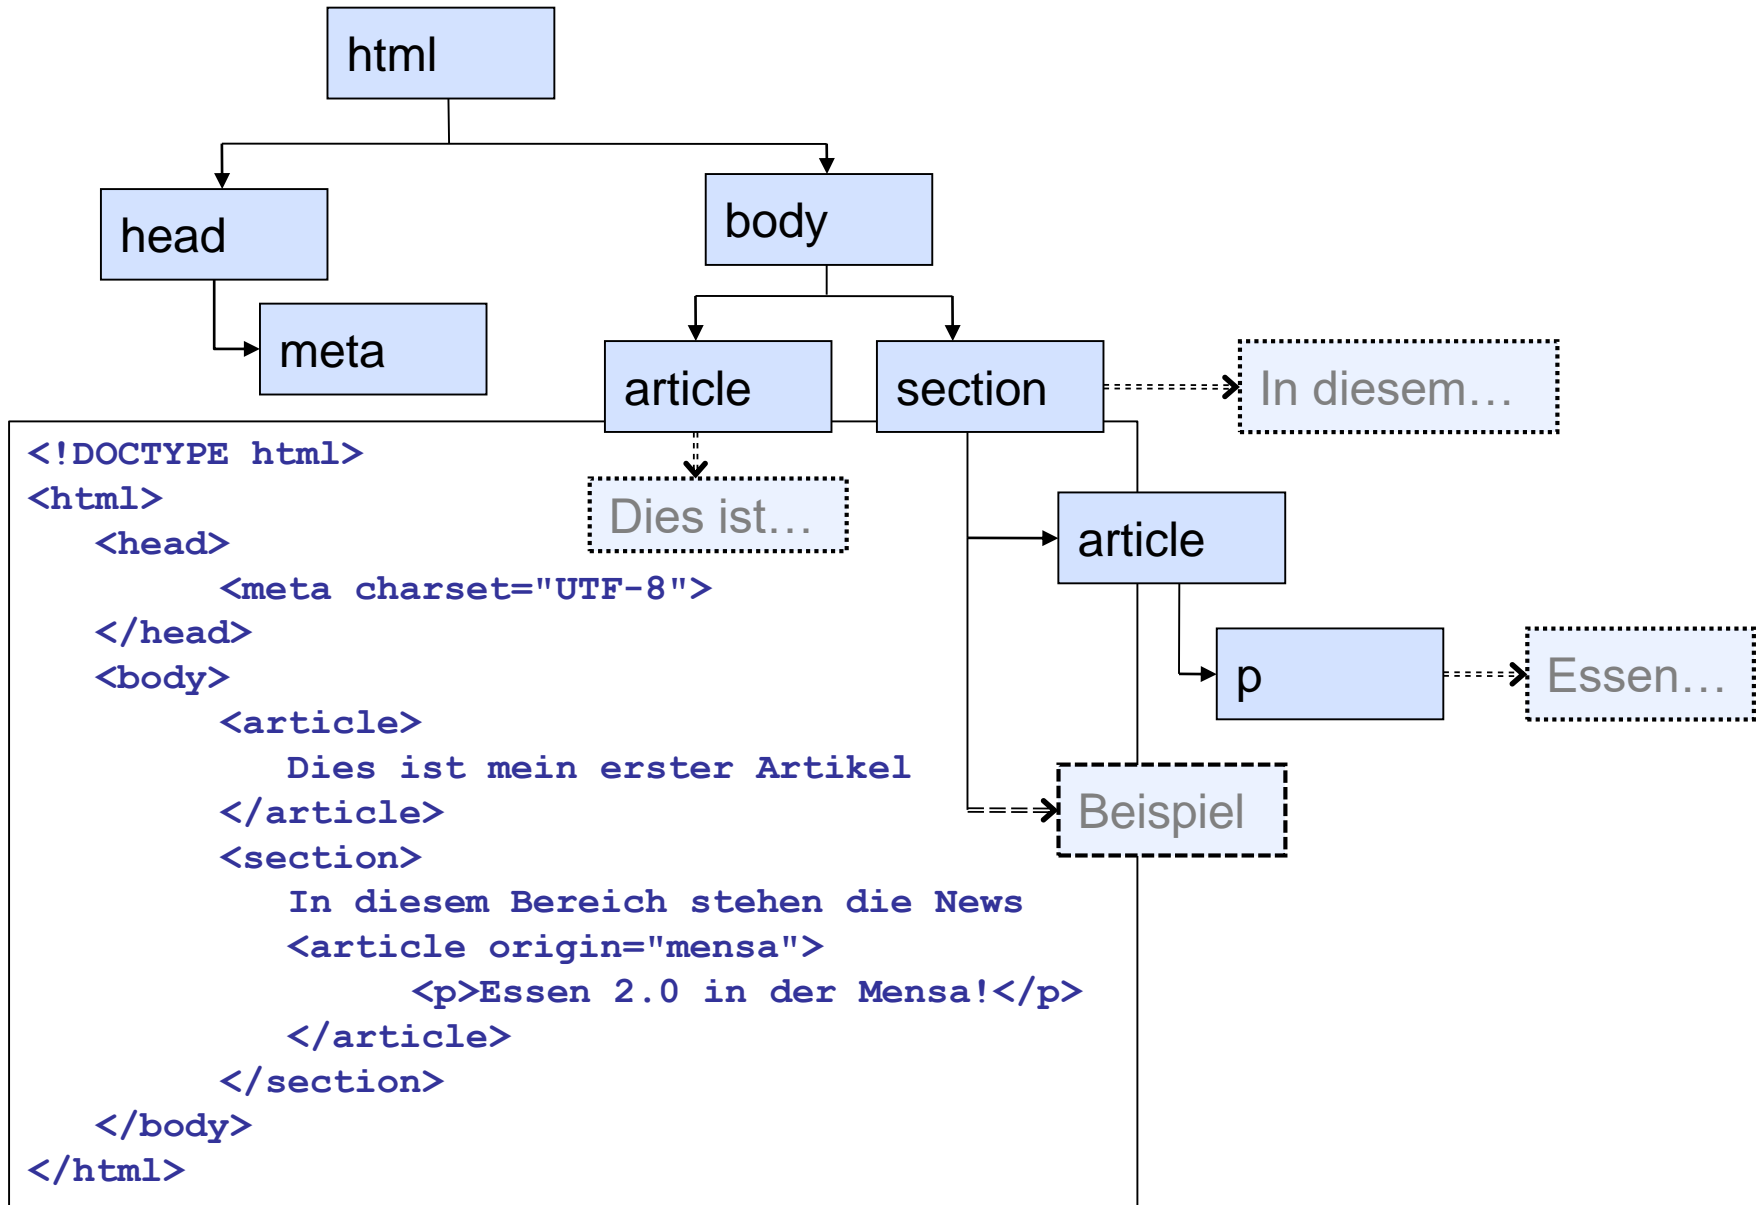 html
head
body
meta
article
section
In diesem…
Dies ist…
article
p
Essen…
Beispiel
<!DOCTYPE html>
<html>
<head>
<meta charset="UTF-8">
</head>
<body>
<article>
Dies ist mein erster Artikel
</article>
<section>
In diesem Bereich stehen die News
<article origin="mensa">
<p>Essen 2.0 in der Mensa!</p>
</article>
</section>
</body>
</html>